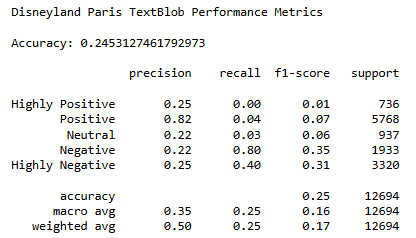 Disneyland Paris TextBlob Performance Metrics
Accuracy: 0.2453127461792973
precision recall f1-score support
Highly Positive 0.25 0.00 0.01 736
Positive 0.82 0.04 0.07 5768
Neutral 0.22 0.03 0.06 937
Negative 0.22 0.80 0.35 1933
Highly Negative 0.25 0.40 0.31 3320
accuracy 0.25 12694
macro avg 0.35 0.25 0.16 12694
weighted avg 0.50 0.25 0.17 12694